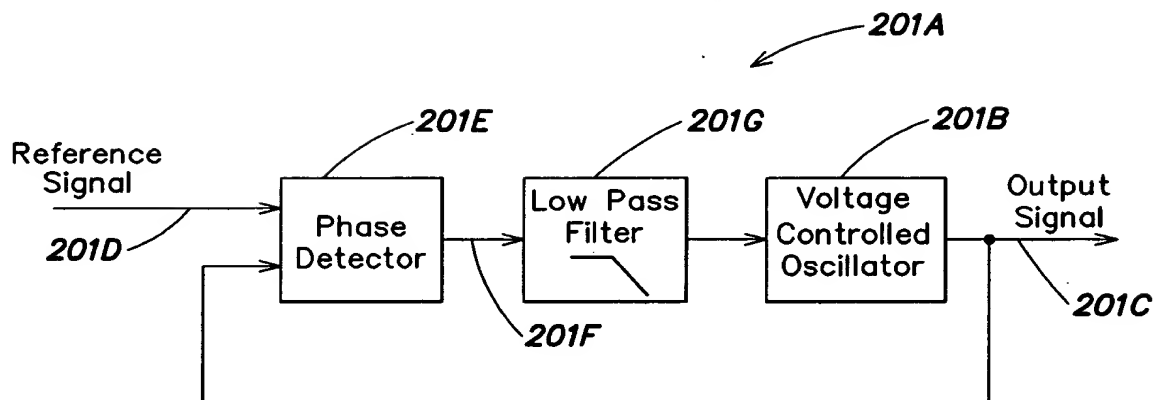 201A
201E
201G
201B
Reference
Signal
201D
Phase
Detector
201F
Low Pass
Filter
Voltage
Controlled
Oscillator
Output
Signal
201C